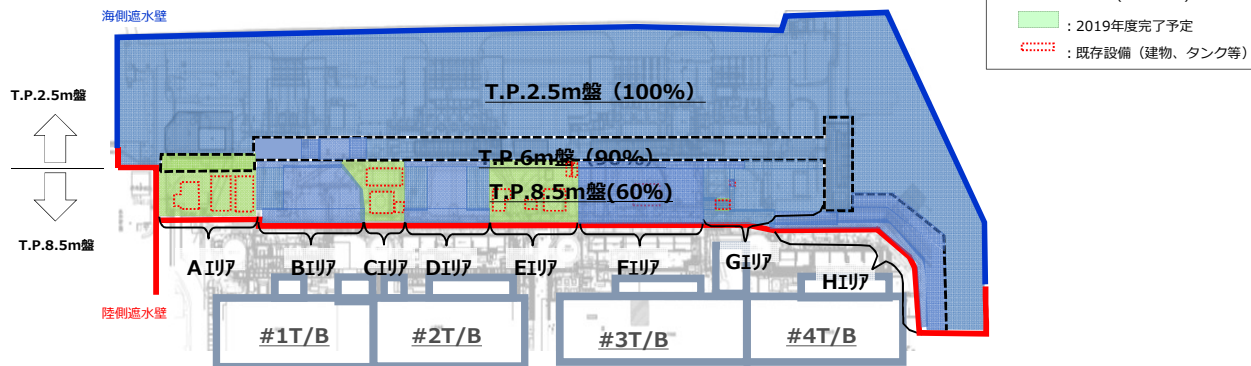 海側遮水壁
:2019年度完了予定
:既存設備(建物、タンク等)
T.P.2.5m盤
T.P.2.5m盤(100%)
T.P.6m盤(90%)
T.P.8.5m盤(60%)
T.P.8.5m盤
Aエリア
Bエリア
Cエリア
Dエリア
Eエリア
Fエリア
Gエリア
Hエリア
陸側遮水壁
#1T/B
#2T/B
#3T/B
#4T/B